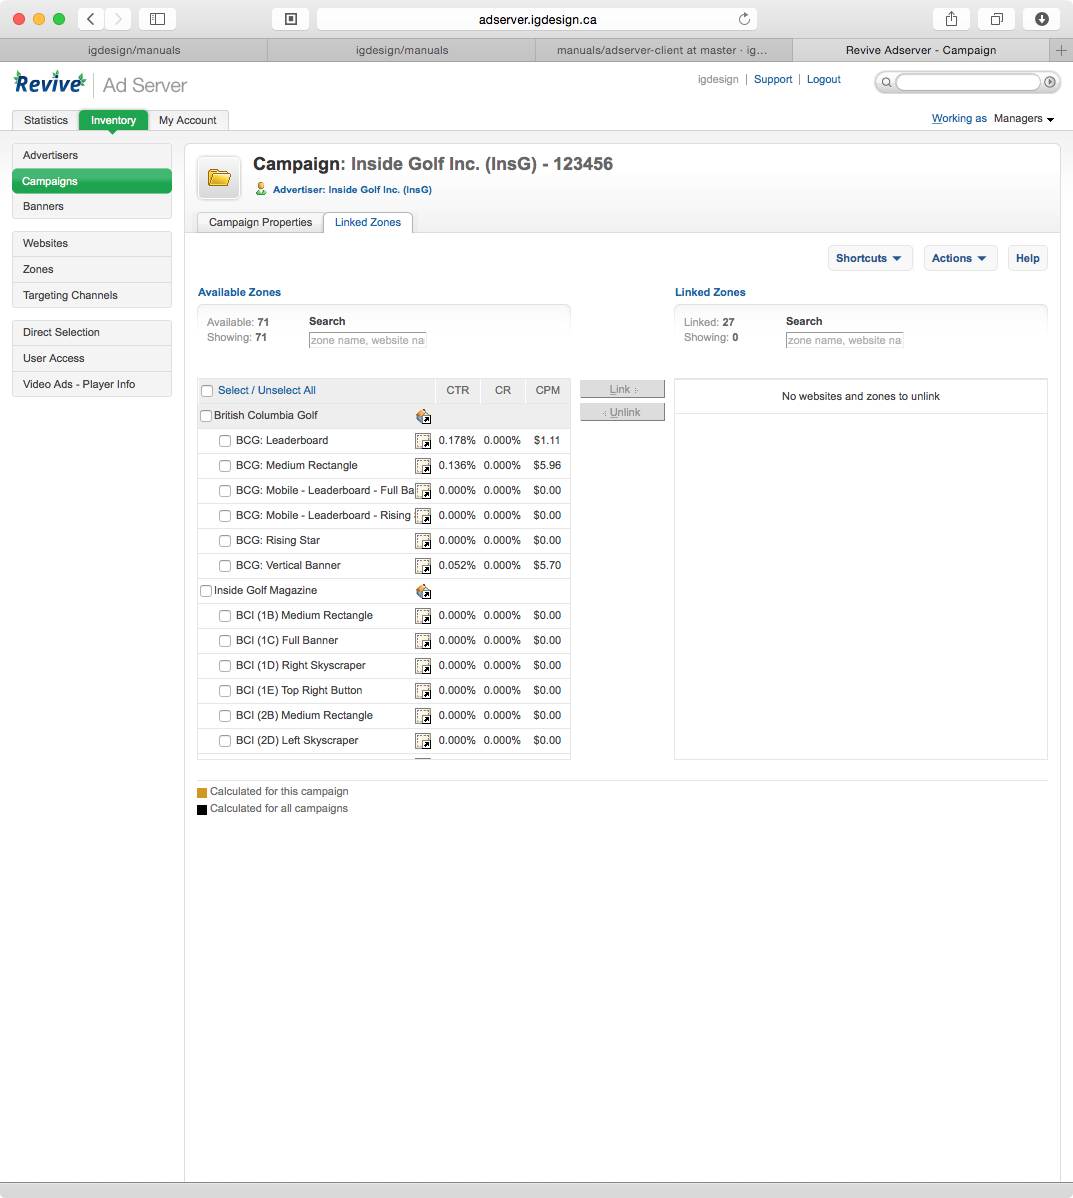 adserver.igdesign.ca
igdesign/manuals
igdesign/manuals
manuals/adserver-client at master · ig...
Revive Adserver - Campaign
Revive Ad Server
igdesign | Support | Logout
Statistics
Inventory
My Account
Working as Managers
Advertisers
Campaigns
Banners
Websites
Zones
Targeting Channels
Direct Selection
User Access
Video Ads - Player Info
Campaign: Inside Golf Inc. (InsG) - 123456
Advertiser: Inside Golf Inc. (InsG)
Campaign Properties
Linked Zones
Shortcuts
Actions
Help
Available Zones
Available: 71
Showing: 71
Search
zone name, website na
Select / Unselect All CTR CR CPM
British Columbia Golf
BCG: Leaderboard 0.178% 0.000% $1.11
BCG: Medium Rectangle 0.136% 0.000% $5.96
BCG: Mobile - Leaderboard - Full Ba 0.000% 0.000% $0.00
BCG: Mobile - Leaderboard - Rising 0.000% 0.000% $0.00
BCG: Rising Star 0.000% 0.000% $0.00
BCG: Vertical Banner 0.052% 0.000% $5.70
Inside Golf Magazine
BCI (1B) Medium Rectangle 0.000% 0.000% $0.00
BCI (1C) Full Banner 0.000% 0.000% $0.00
BCI (1D) Right Skyscraper 0.000% 0.000% $0.00
BCI (1E) Top Right Button 0.000% 0.000% $0.00
BCI (2B) Medium Rectangle 0.000% 0.000% $0.00
BCI (2D) Left Skyscraper 0.000% 0.000% $0.00
Link
Unlink
Linked Zones
Linked: 27
Showing: 0
Search
zone name, website na
No websites and zones to unlink
Calculated for this campaign
Calculated for all campaigns